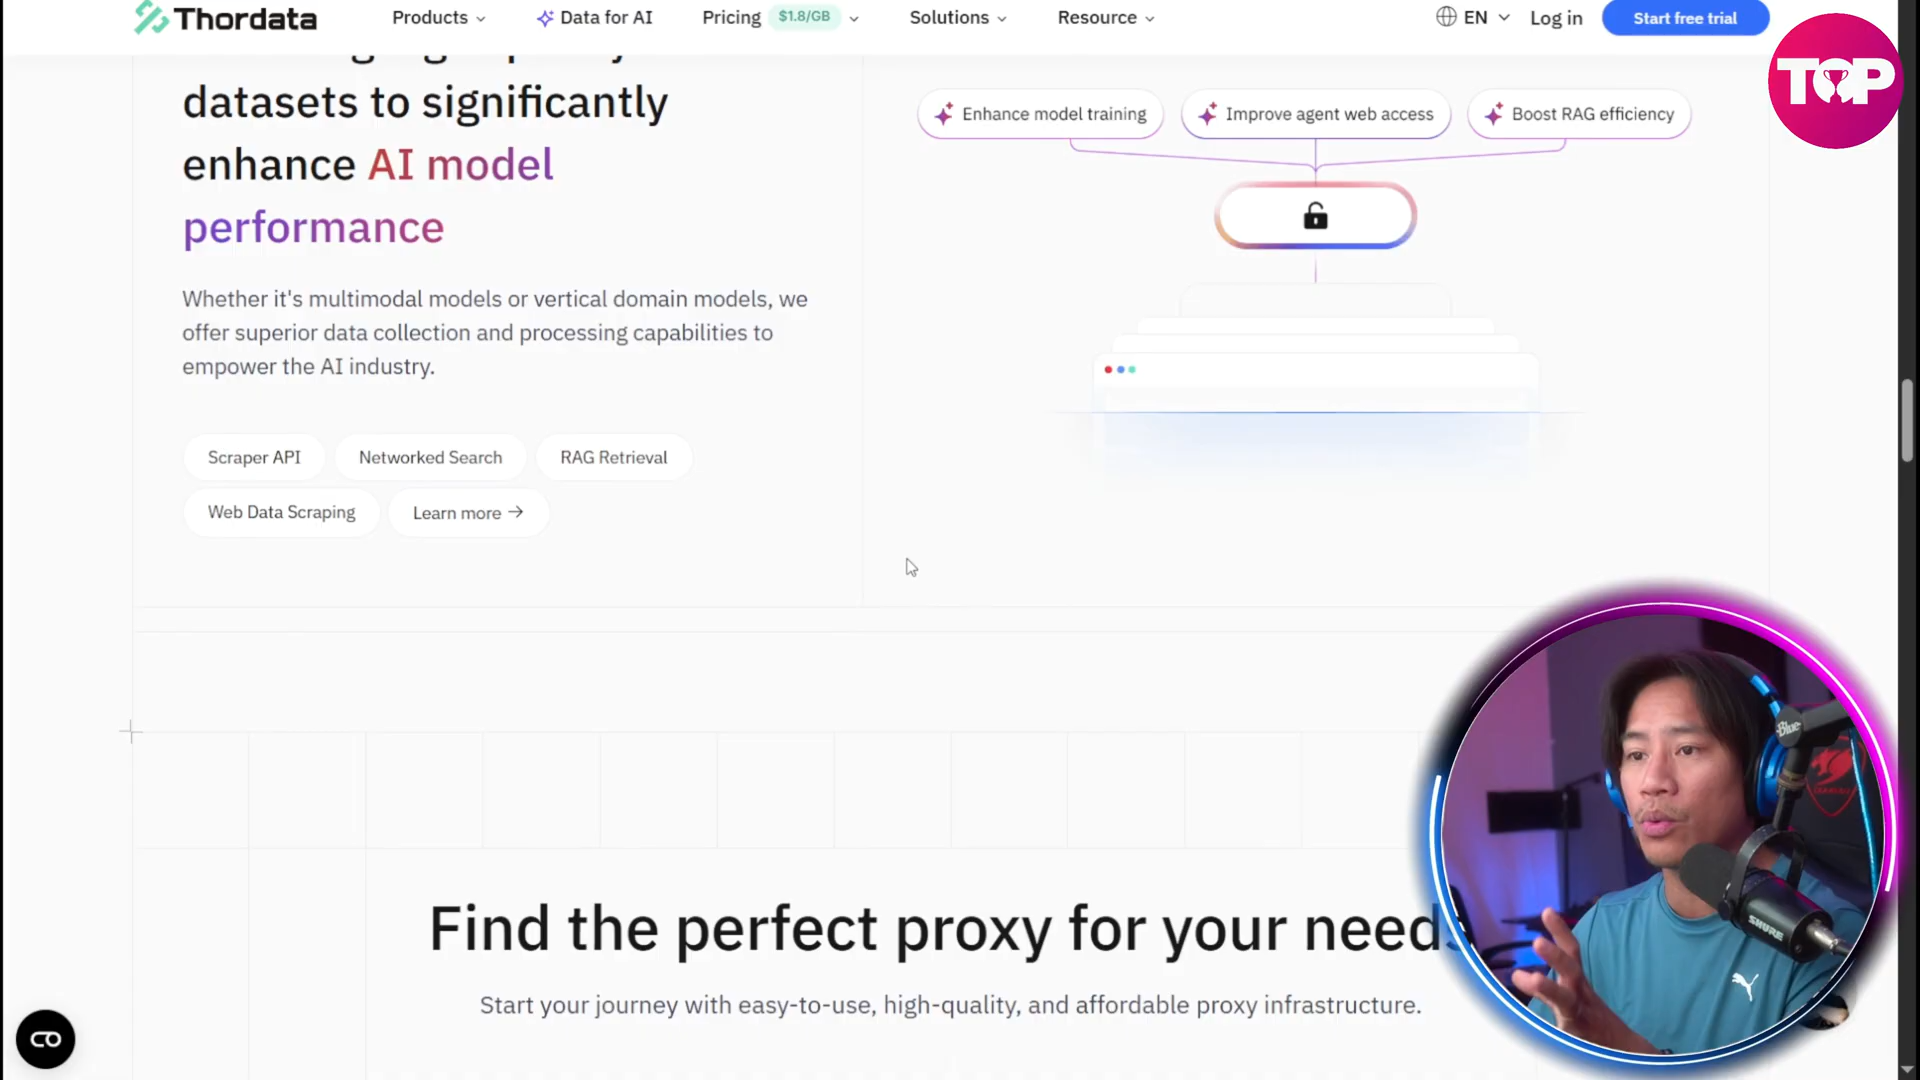 Thordata
Products
Data for AI
Pricing
$1.8/GB
Solutions
Resource
EN
Log in
Start free trial
TOP
datasets to significantly
enhance AI model
performance
Whether it's multimodal models or vertical domain models, we
offer superior data collection and processing capabilities to
empower the AI industry.
Scraper API
Networked Search
RAG Retrieval
Web Data Scraping
Learn more →
Enhance model training
Improve agent web access
Boost RAG efficiency
Find the perfect proxy for your needs
Start your journey with easy-to-use, high-quality, and affordable proxy infrastructure.
Blue
SHURE